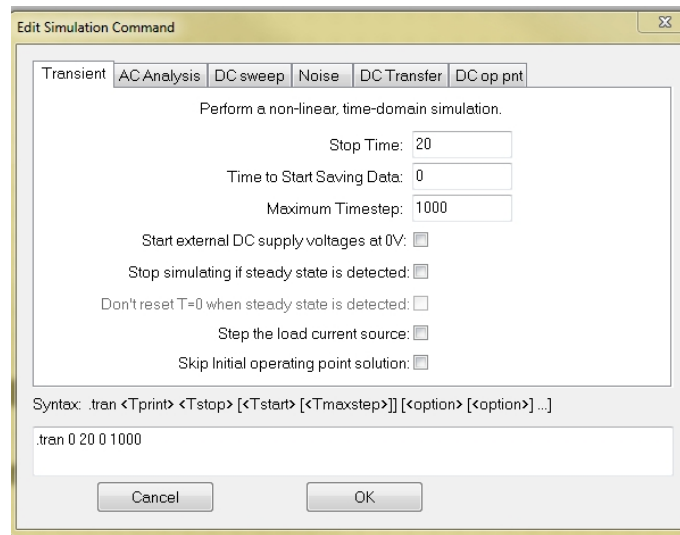 Edit Simulation Command
Transient AC Analysis DC sweep Noise DC Transfer DC op pnt
Perform a non-linear, time-domain simulation.
Stop Time: 20
Time to Start Saving Data: 0
Maximum Timestep: 1000
Start external DC supply voltages at 0V:
Stop simulating if steady state is detected:
Don't reset T=0 when steady state is detected:
Step the load current source:
Skip Initial operating point solution:
Syntax: .tran <Tprint> <Tstop> [<Tstart> [<Tmaxstep>]] [<option> [<option>] ...]
.tran 0 20 0 1000
Cancel OK